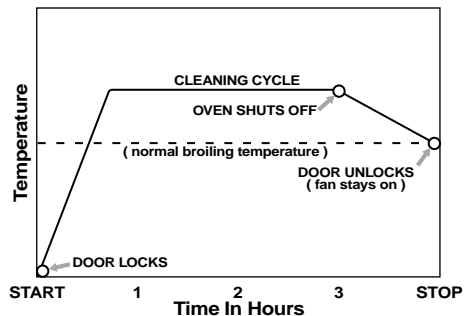 CLEANING CYCLE
OVEN SHUTS OFF
( normal broiling temperature )
DOOR UNLOCKS
( fan stays on )
DOOR LOCKS
Temperature
START 1 2 3 STOP
Time In Hours